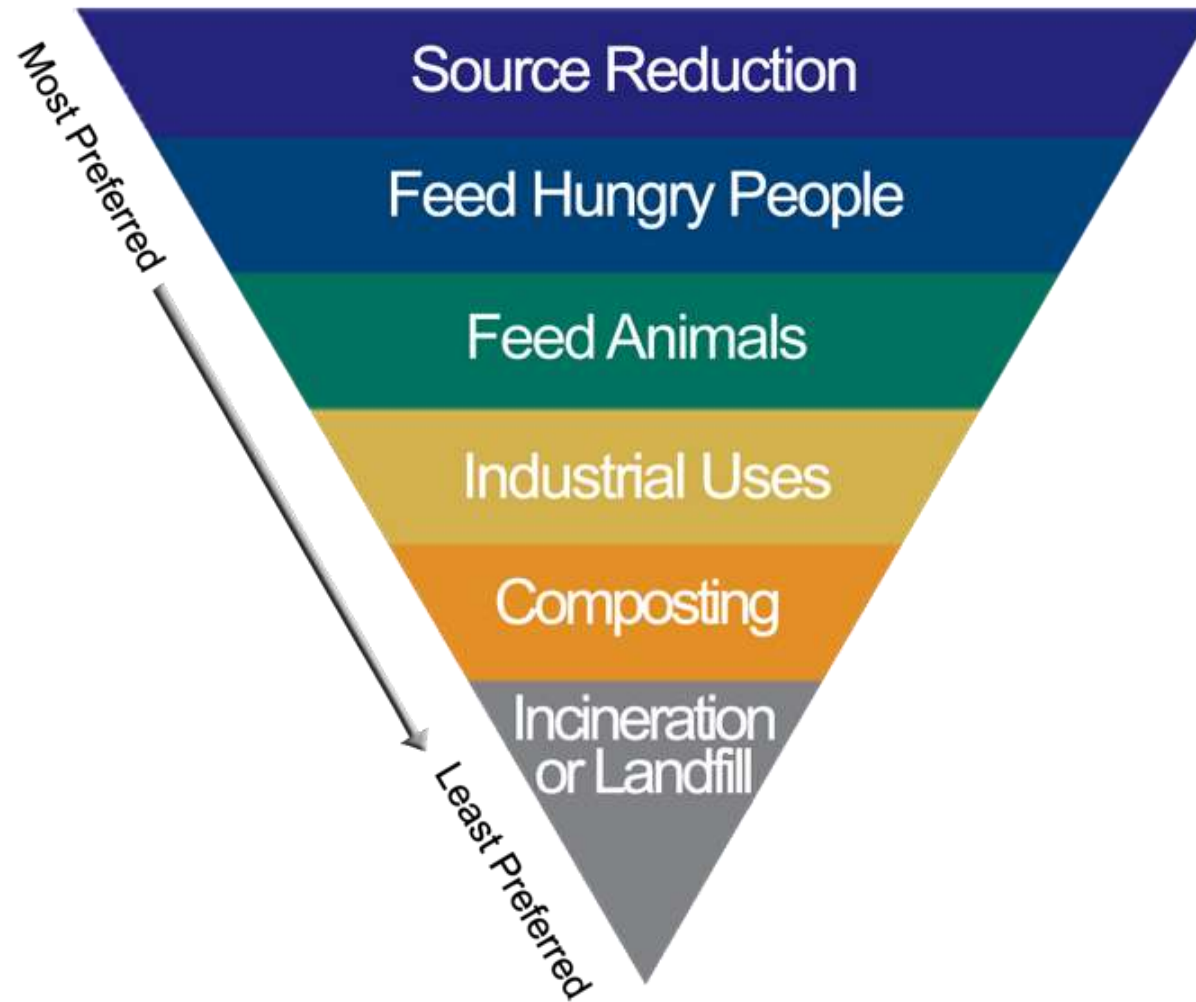 Most Preferred
Source Reduction
Feed Hungry People
Feed Animals
Industrial Uses
Composting
Incineration
or Landfill
Least Preferred